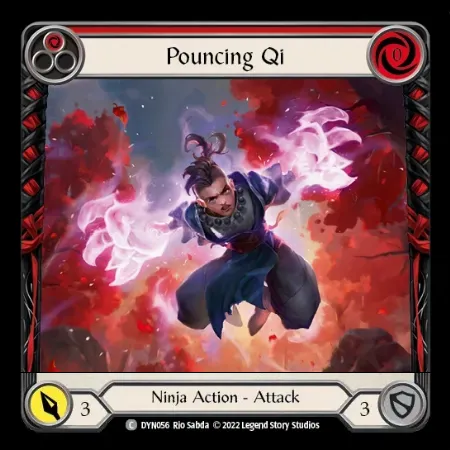 Pouncing Qi
0
3
Ninja Action - Attack
3
C DYN056 Rio Sabda © 2022 Legend Story Studios